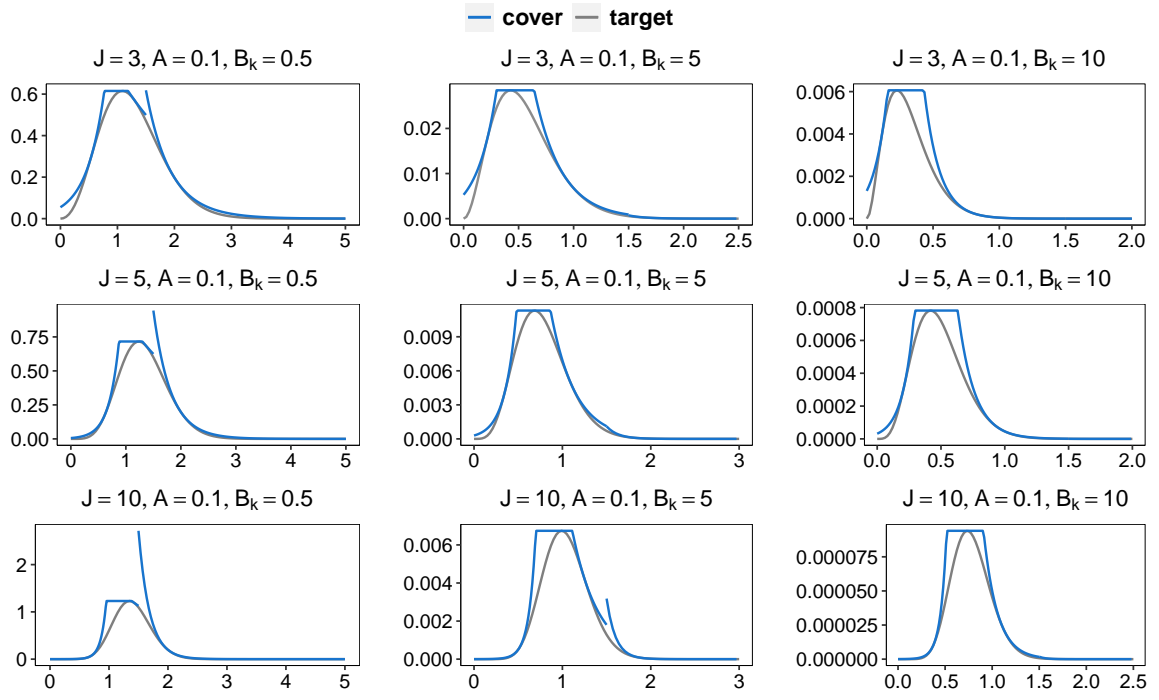 cover target
J = 3, A = 0.1, Bk = 0.5
J = 3, A = 0.1, Bk = 5
J = 3, A = 0.1, Bk = 10
0.6
0.4
0.2
0.0
0 1 2 3 4 5
0.02
0.01
0.00
0.0 0.5 1.0 1.5 2.0 2.5
0.006
0.004
0.002
0.000
0.0 0.5 1.0 1.5 2.0
J = 5, A = 0.1, Bk = 0.5
J = 5, A = 0.1, Bk = 5
J = 5, A = 0.1, Bk = 10
0.75
0.50
0.25
0.00
0 1 2 3 4 5
0.009
0.006
0.003
0.000
0 1 2 3
0.0008
0.0006
0.0004
0.0002
0.0000
0.0 0.5 1.0 1.5 2.0
J = 10, A = 0.1, Bk = 0.5
J = 10, A = 0.1, Bk = 5
J = 10, A = 0.1, Bk = 10
2
1
0
0 1 2 3 4 5
0.006
0.004
0.002
0.000
0 1 2 3
0.000075
0.000050
0.000025
0.000000
0.0 0.5 1.0 1.5 2.0 2.5